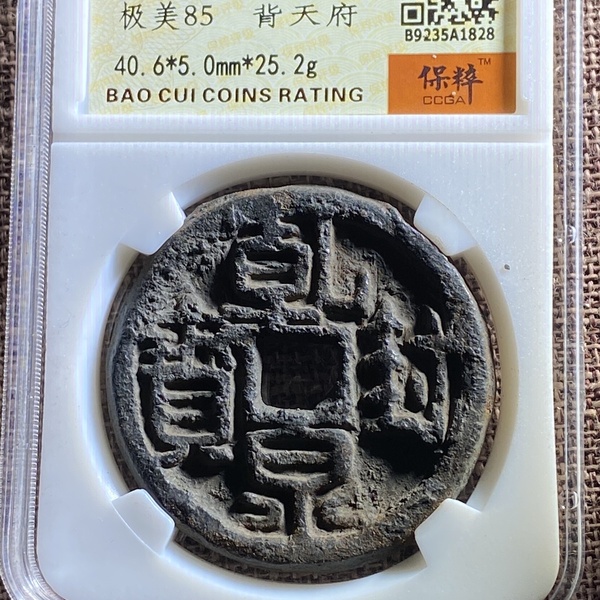 极美85 背天府
B9235A1828
40.6*5.0mm*25.2g
BAO CUI COINS RATING
保粹 TM
CCGA
乾封泉寶